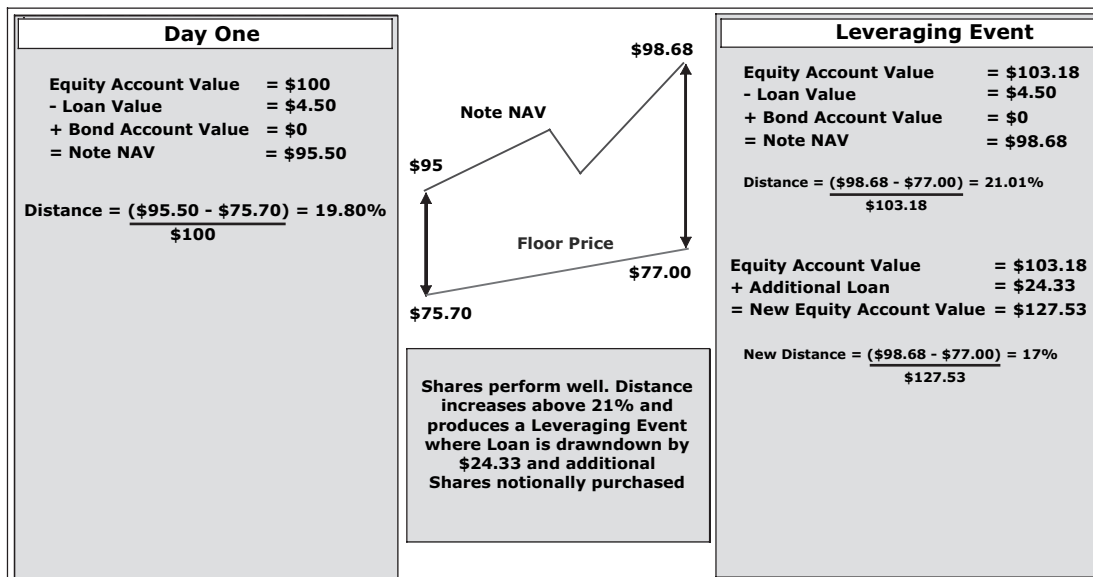 Day One
Equity Account Value = $100
- Loan Value = $4.50
+ Bond Account Value = $0
= Note NAV = $95.50
Distance = ($95.50 - $75.70) = 19.80%
$100
$98.68
Note NAV
$95
Floor Price
$77.00
$75.70
Shares perform well. Distance
increases above 21% and
produces a Leveraging Event
where Loan is drawndown by
$24.33 and additional
Shares notionally purchased
Leveraging Event
Equity Account Value = $103.18
- Loan Value = $4.50
+ Bond Account Value = $0
= Note NAV = $98.68
Distance = ($98.68 - $77.00) = 21.01%
$103.18
Equity Account Value = $103.18
+ Additional Loan = $24.33
= New Equity Account Value = $127.53
New Distance = ($98.68 - $77.00) = 17%
$127.53